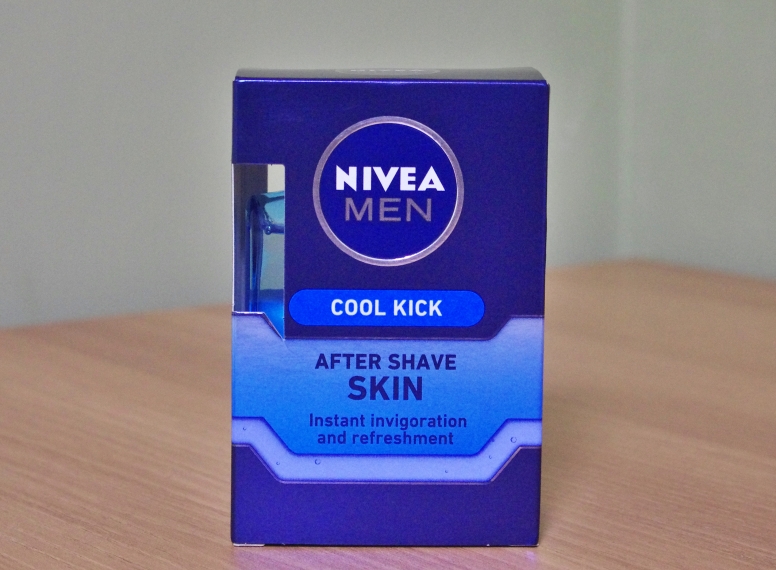 NIVEA
MEN
COOL KICK
AFTER SHAVE
SKIN
Instant invigoration
and refreshment